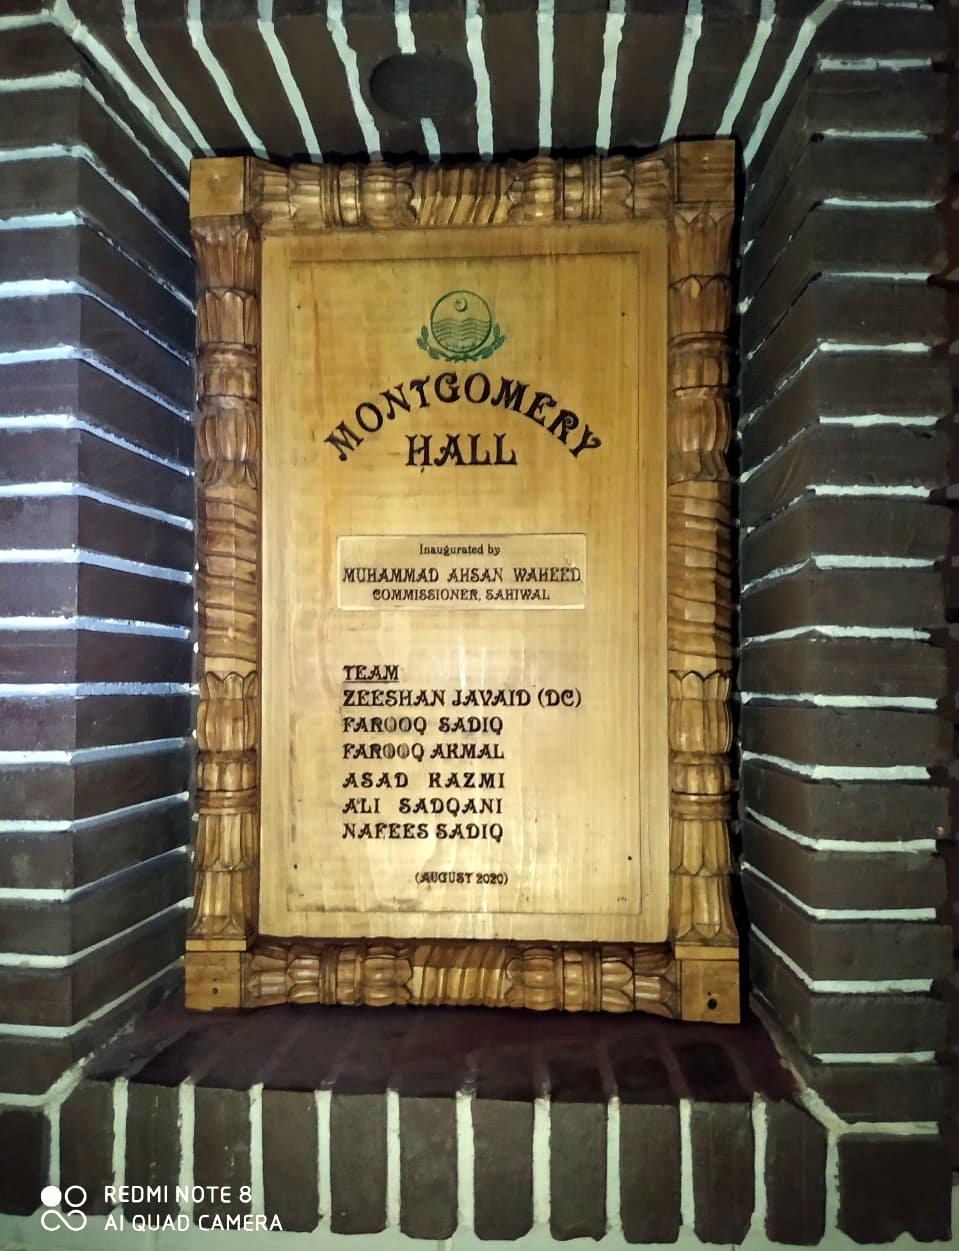 MONTGOMERY
HALL
Inaugurated by
MUHAMMAD AHSAN WAHEED
COMMISSIONER, SAHIWAL
TEAM
ZEESHAN JAVAID (DC)
FAROOQ SADIQ
FAROOQ AKMAL
ASAD KAZMI
ALI SADQANI
NAFEES SADIQ
(AUGUST 2020)
REDMI NOTE 8
AI QUAD CAMERA